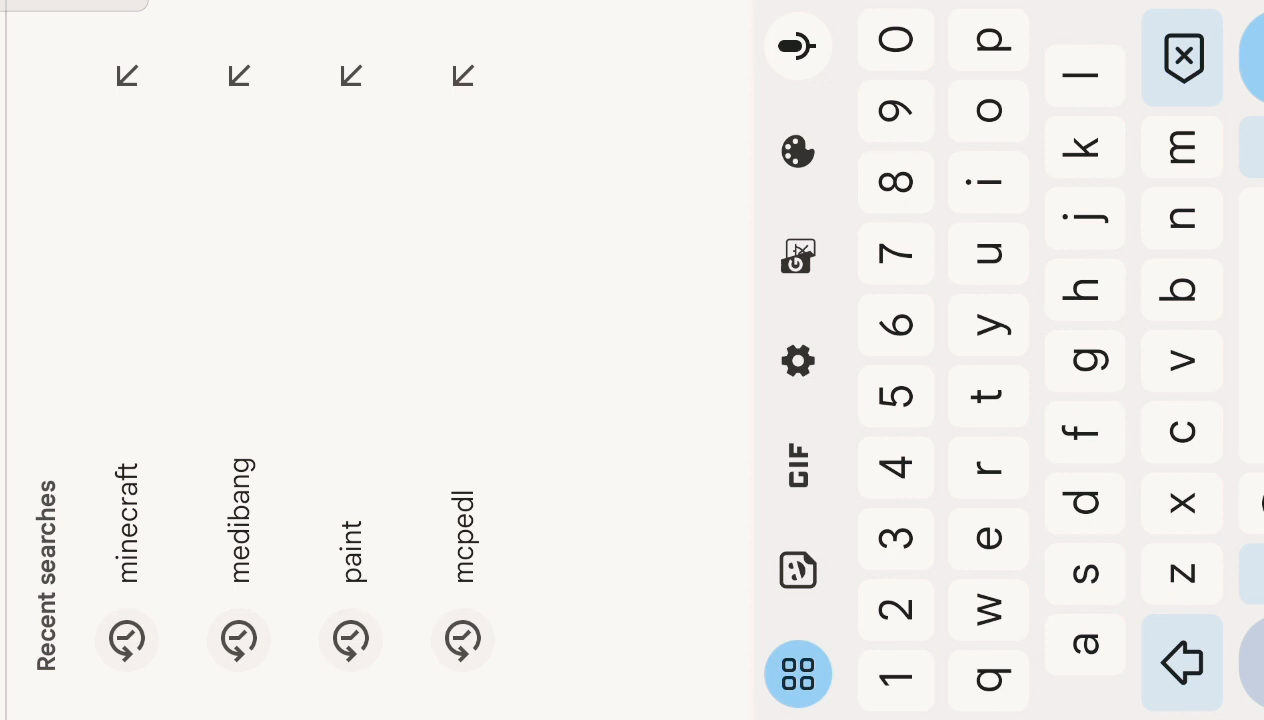 Recent searches
minecraft
medibang
paint
mcpedl
GIF
1 2 3 4 5 6 7 8 9 0
q w e r t y u i o p
a s d f g h j k l
z x c v b n m